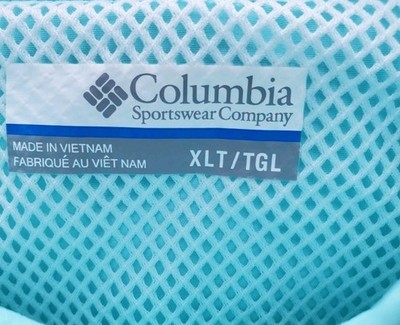 Columbia
Sportswear Company
MADE IN VIETNAM
FABRIQUÉ AU VIÊT NAM
XLT/TGL